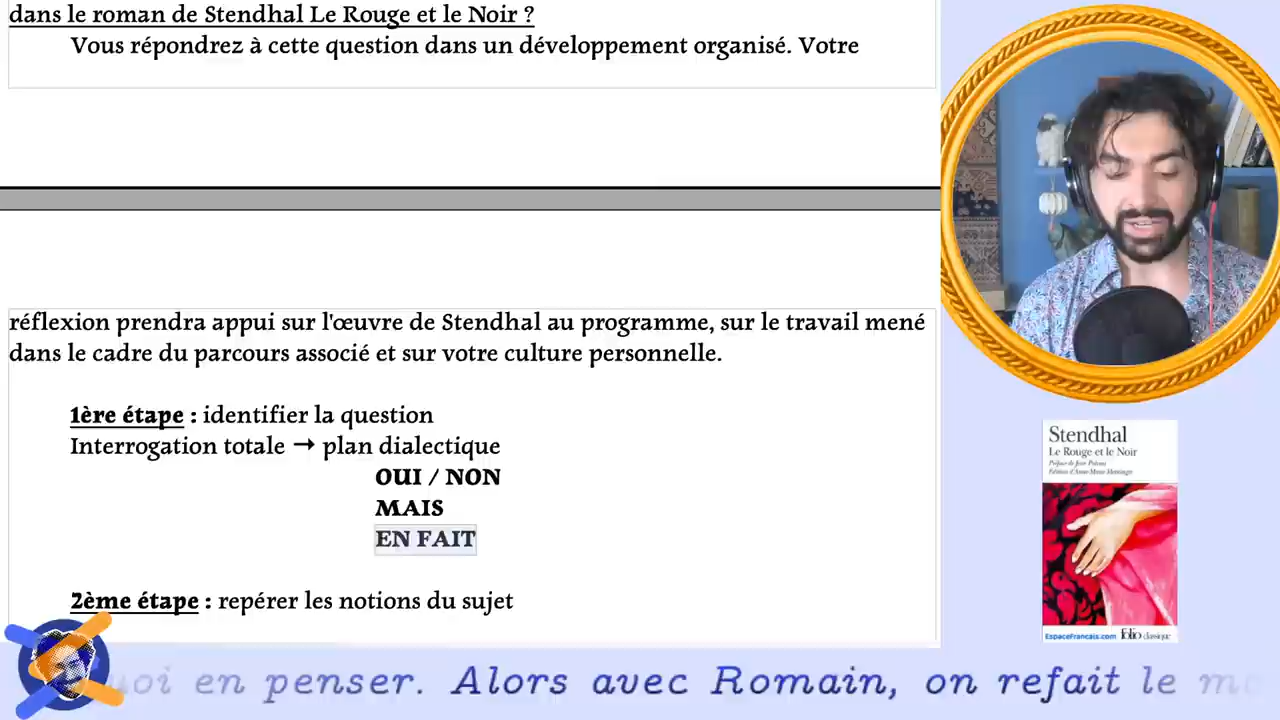 dans le roman de Stendhal Le Rouge et le Noir ?
Vous répondrez à cette question dans un développement organisé. Votre
réflexion prendra appui sur l'œuvre de Stendhal au programme, sur le travail mené
dans le cadre du parcours associé et sur votre culture personnelle.
1ère étape : identifier la question
Interrogation totale → plan dialectique
OUI / NON
MAIS
EN FAIT
2ème étape : repérer les notions du sujet
Stendhal
Le Rouge et le Noir
EspaceFrancais.com folio classique
en penser. Alors avec Romain, on refait le